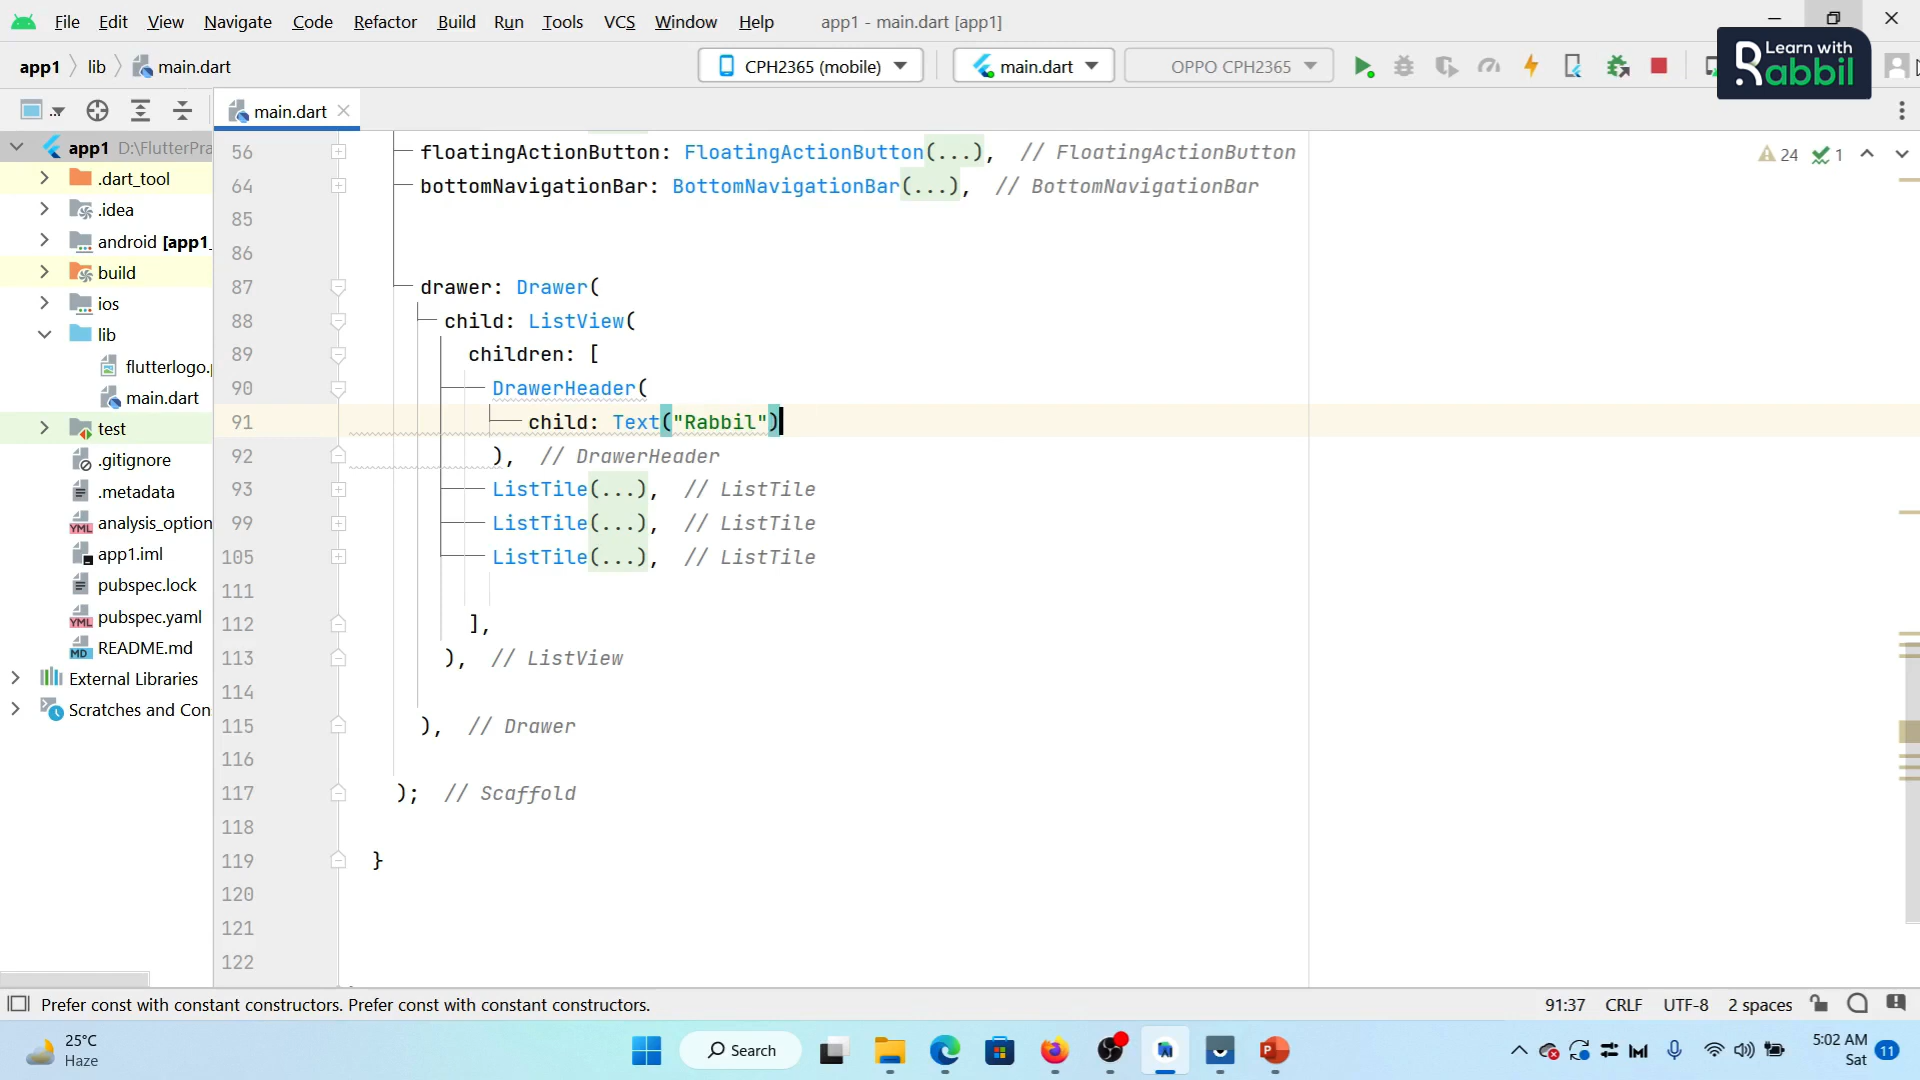 File Edit View Navigate Code Refactor Build Run Tools VCS Window Help app1 - main.dart [app1]
Learn with
Rabbil
app1 lib main.dart CPH2365 (mobile) main.dart OPPO CPH2365
main.dart
app1 D:\FlutterPra
.dart_tool
.idea
android [app1_
build
ios
lib
flutterlogo.p
main.dart
test
.gitignore
.metadata
analysis_option
app1.iml
pubspec.lock
pubspec.yaml
README.md
External Libraries
Scratches and Con
24 1
56 floatingActionButton: FloatingActionButton(...), // FloatingActionButton
64 bottomNavigationBar: BottomNavigationBar(...), // BottomNavigationBar
85
86
87 drawer: Drawer(
88 child: ListView(
89 children: [
90 DrawerHeader(
91 child: Text("Rabbil")
92 ), // DrawerHeader
93 ListTile(...), // ListTile
99 ListTile(...), // ListTile
105 ListTile(...), // ListTile
111
112 ],
113 ), // ListView
114
115 ), // Drawer
116
117 ); // Scaffold
118
119 }
120
121
122
Prefer const with constant constructors. Prefer const with constant constructors. 91:37 CRLF UTF-8 2 spaces
25°C
Haze
Search
5:02 AM
Sat
11